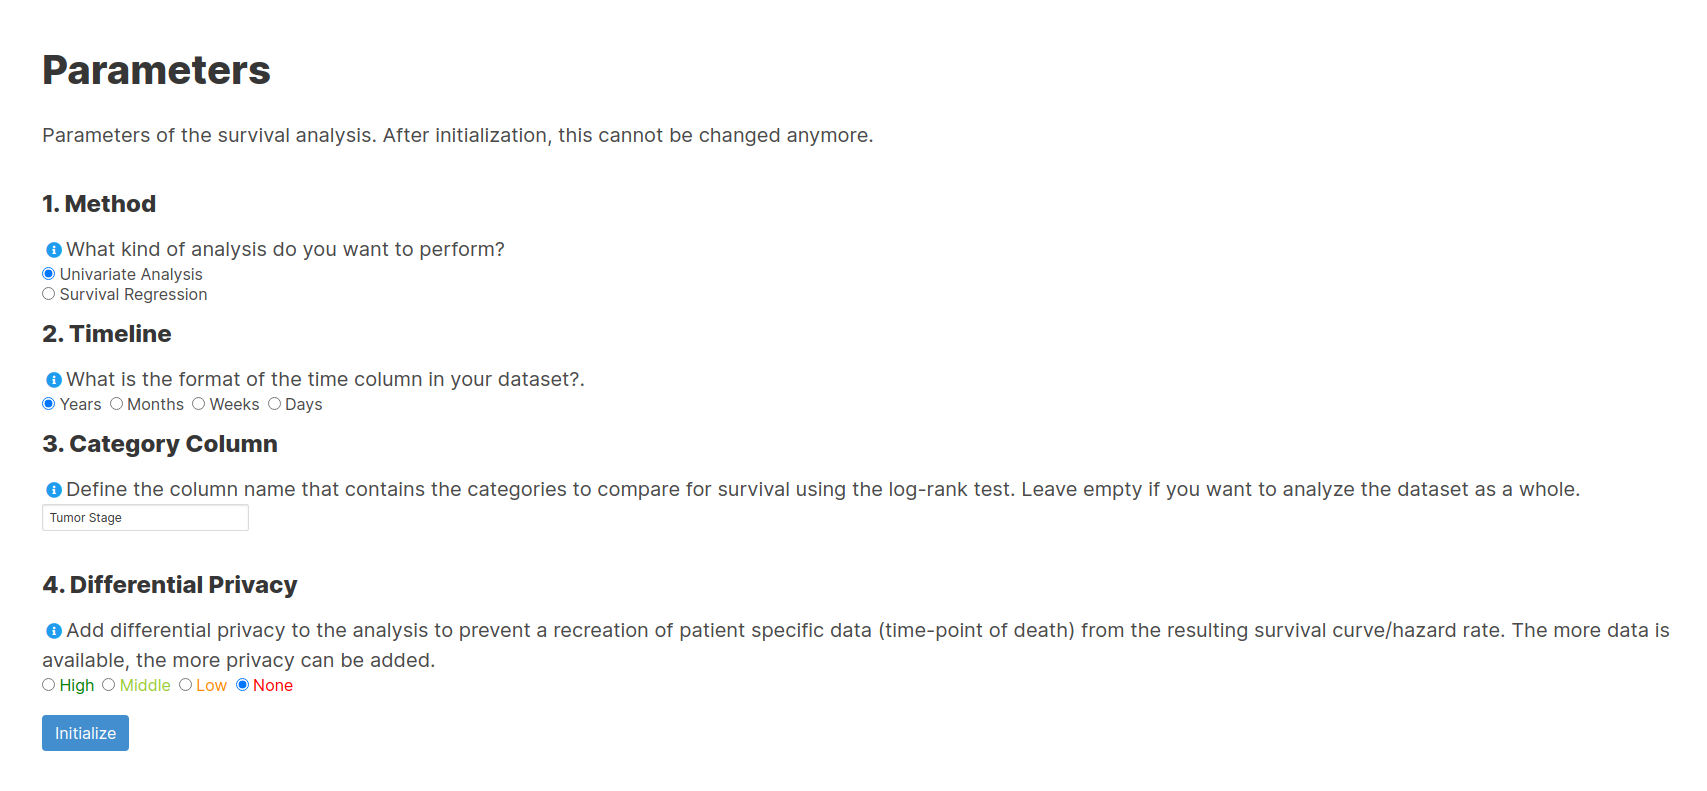 Parameters
Parameters of the survival analysis. After initialization, this cannot be changed anymore.
1. Method
What kind of analysis do you want to perform?
Univariate Analysis
Survival Regression
2. Timeline
What is the format of the time column in your dataset?.
Years Months Weeks Days
3. Category Column
Define the column name that contains the categories to compare for survival using the log-rank test. Leave empty if you want to analyze the dataset as a whole.
Tumor Stage
4. Differential Privacy
Add differential privacy to the analysis to prevent a recreation of patient specific data (time-point of death) from the resulting survival curve/hazard rate. The more data is
available, the more privacy can be added.
High Middle Low None
Initialize